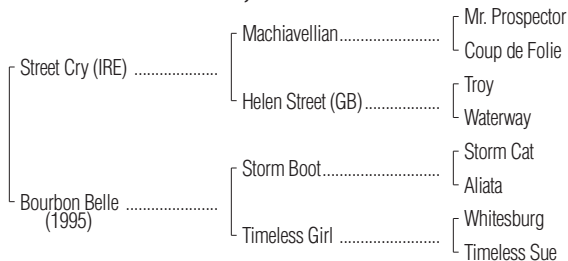 Mr. Prospector
Machiavellian
Coup de Folie
Street Cry (IRE)
Troy
Helen Street (GB)
Waterway
Storm Cat
Storm Boot
Aliata
Bourbon Belle
(1995)
Whitesburg
Timeless Girl
Timeless Sue